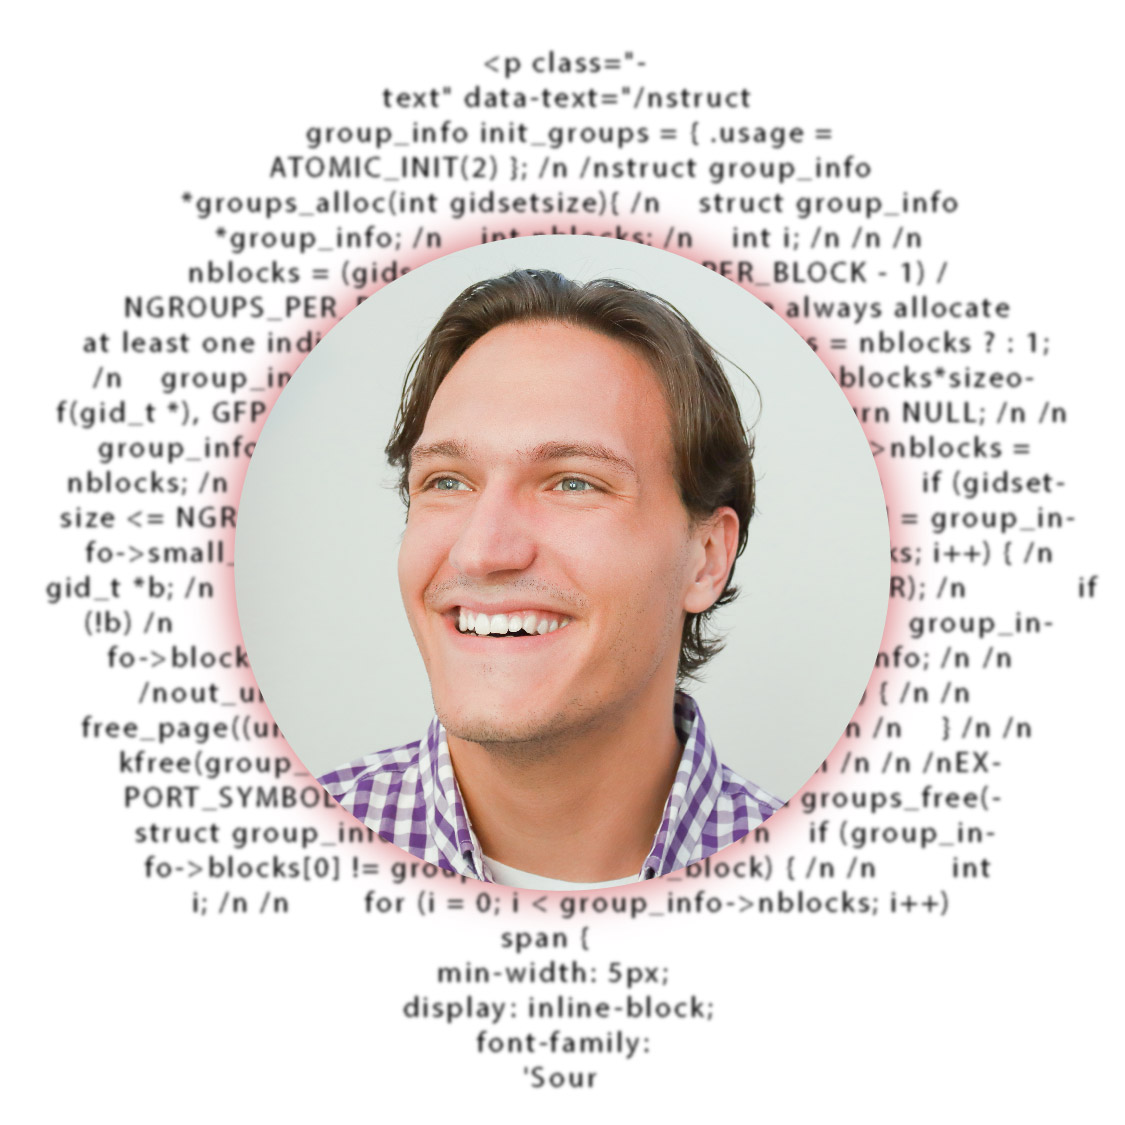 <p class="-
text" data-text="/nstruct
group_info init_groups = { .usage =
ATOMIC_INIT(2) }; /n /nstruct group_info
*groups_alloc(int gidsetsize){ /n struct group_info
*group_info; /n int nblocks; /n int i; /n /n /n
nblocks = (gids PER_BLOCK - 1) /
NGROUPS_PER_ always allocate
at least one indi = nblocks ? : 1;
/n group_in blocks*sizeo-
f(gid_t *), GFP NULL; /n /n
group_info >nblocks =
nblocks; /n if (gidset-
size <= NGR = group_in-
fo->small_ i++) { /n
gid_t *b; /n R); /n if
(!b) /n group_in-
fo->block nfo; /n /n
/nout_u { /n /n
free_page((un /n } /n /n
kfree(group_ /n /n /nEX-
PORT_SYMBOL groups_free(-
struct group_info /n if (group_in-
fo->blocks[0] != group _block) { /n /n int
i; /n /n for (i = 0; i < group_info->nblocks; i++)
span {
min-width: 5px;
display: inline-block;
font-family:
'Sour